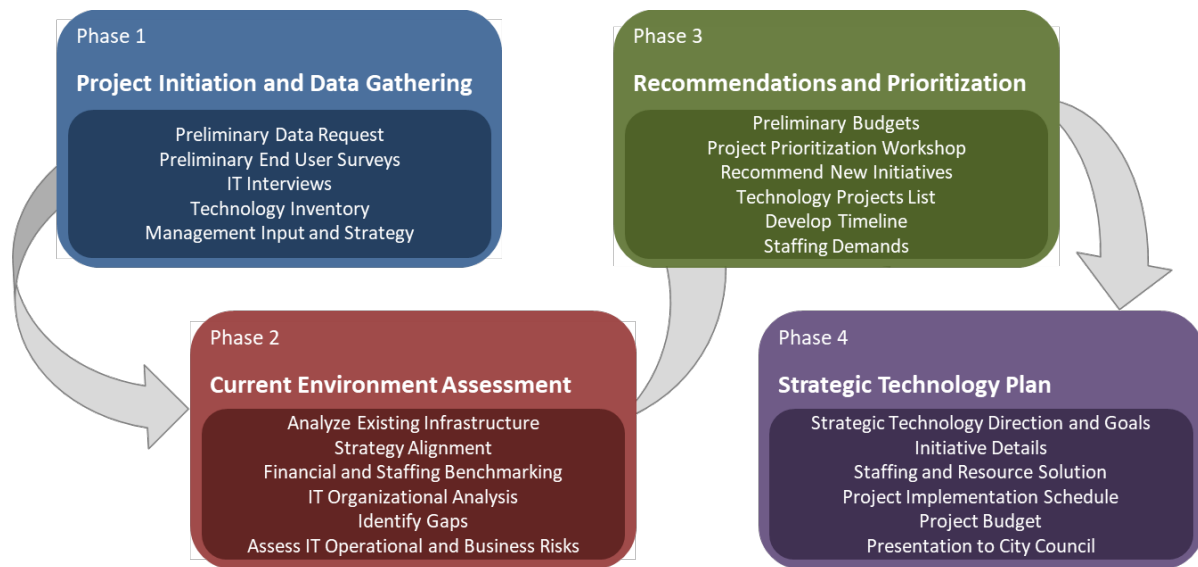 Phase 1
Project Initiation and Data Gathering
Preliminary Data Request
Preliminary End User Surveys
IT Interviews
Technology Inventory
Management Input and Strategy
Phase 2
Current Environment Assessment
Analyze Existing Infrastructure
Strategy Alignment
Financial and Staffing Benchmarking
IT Organizational Analysis
Identify Gaps
Assess IT Operational and Business Risks
Phase 3
Recommendations and Prioritization
Preliminary Budgets
Project Prioritization Workshop
Recommend New Initiatives
Technology Projects List
Develop Timeline
Staffing Demands
Phase 4
Strategic Technology Plan
Strategic Technology Direction and Goals
Initiative Details
Staffing and Resource Solution
Project Implementation Schedule
Project Budget
Presentation to City Council